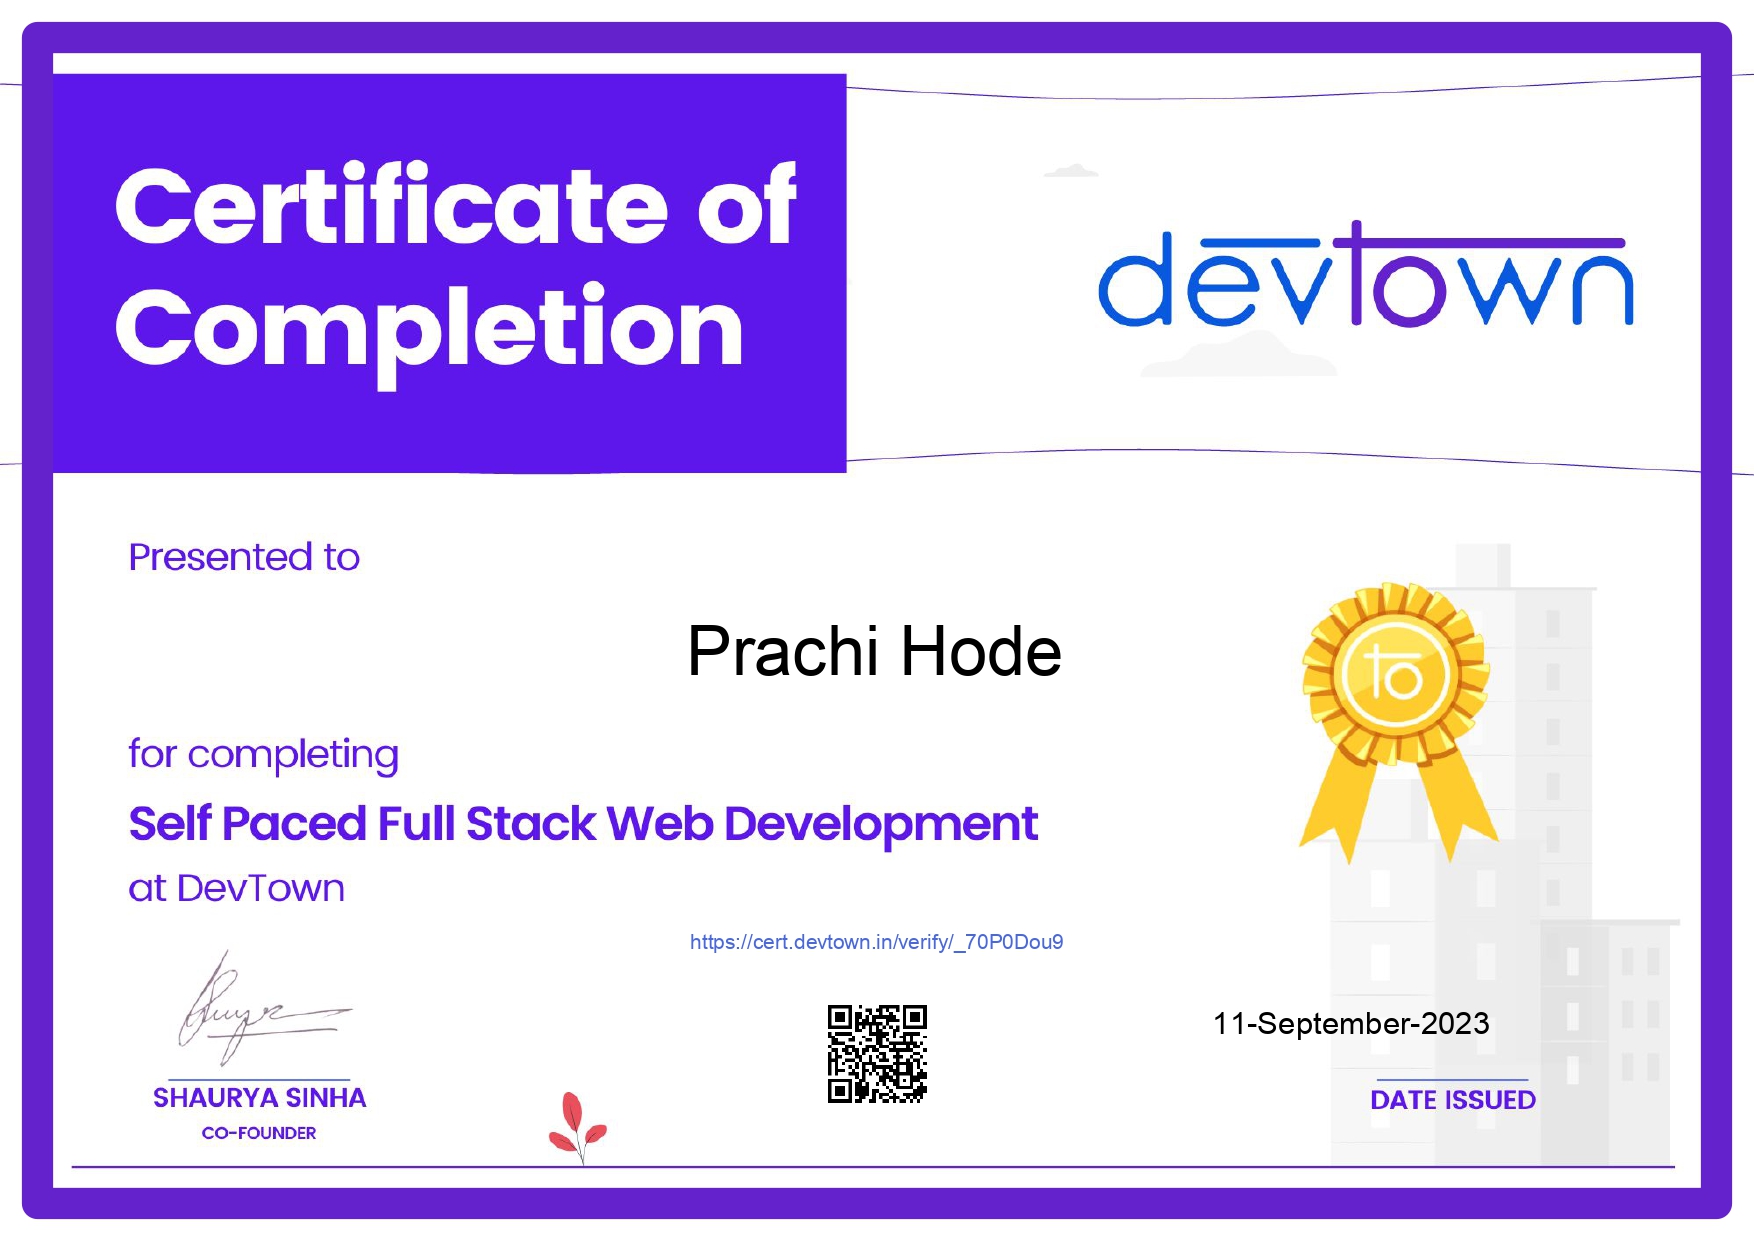 Certificate of
Completion
devtown
Presented to
Prachi Hode
to
for completing
Self Paced Full Stack Web Development
at DevTown
https://cert.devtown.in/verify/_70P0Dou9
11-September-2023
SHAURYA SINHA
CO-FOUNDER
DATE ISSUED